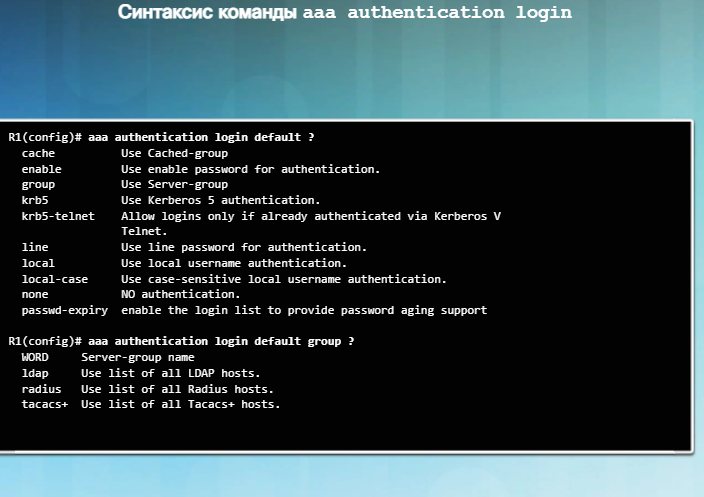 Синтаксис команды aaa authentication login
R1(config)# aaa authentication login default ?
cache Use Cached-group
enable Use enable password for authentication.
group Use Server-group
krb5 Use Kerberos 5 authentication.
krb5-telnet Allow logins only if already authenticated via Kerberos V
Telnet.
line Use line password for authentication.
local Use local username authentication.
local-case Use case-sensitive local username authentication.
none NO authentication.
passwd-expiry enable the login list to provide password aging support
R1(config)# aaa authentication login default group ?
WORD Server-group name
ldap Use list of all LDAP hosts.
radius Use list of all Radius hosts.
tacacs+ Use list of all Tacacs+ hosts.